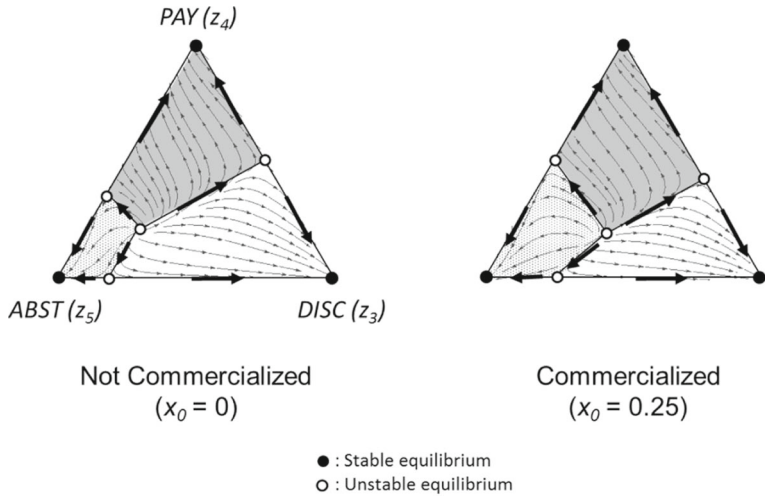 PAY (z4)
ABST (z5)
DISC (z3)
Not Commercialized
(x0 = 0)
Commercialized
(x0 = 0.25)
● : Stable equilibrium
○ : Unstable equilibrium